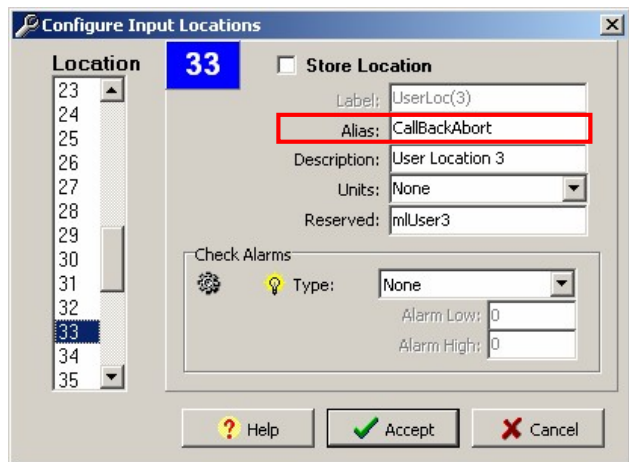 Configure Input Locations
Location
23
24
25
26
27
28
29
30
31
32
33
34
35
33
Store Location
Label: UserLoc(3)
Alias: CallBackAbort
Description: User Location 3
Units: None
Reserved: mlUser3
Check Alarms
Type: None
Alarm Low: 0
Alarm High: 0
? Help
Accept
Cancel